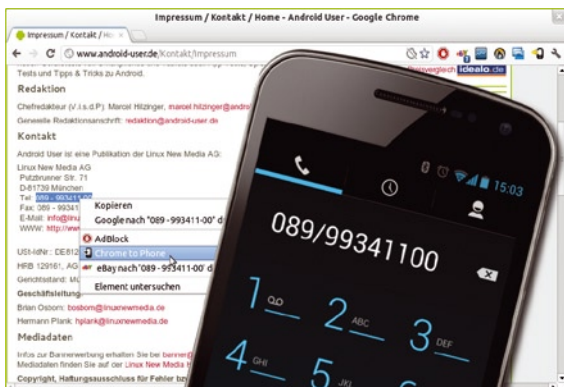 Impressum / Kontakt / Home - Android User - Google Chrome
Impressum / Kontakt / Ho
www.android-user.de/Kontakt/Impressum
idealo.de
Tests und Tipps & Tricks zu Android.
Redaktion
Chefredakteur (V.i.s.d.P): Marcel Hilzinger, marcel.hilzinger@andro
Generelle Redaktionsanschrift: redaktion@android-user.de
Kontakt
Android User ist eine Publikation der Linux New Media AG:
Linux New Media AG
Putzbrunner Str. 71
D-81739 München
Tel: 089 - 993411-00
Fax: 089 - 99341
E-Mail: info@linu
WWW: http://www
Kopieren
Google nach "089 - 993411-00" d
AdBlock
Chrome to Phone
eBay nach '089 - 993411-00' d
Element untersuchen
USt-IdNr.: DE812
HRB 129161, AG
Gerichtsstand: Mü
Geschäftsleitung
Brian Osborn: bosborn@linuxnewmedia.de
Hermann Plank: hplank@linuxnewmedia.de
Mediadaten
Infos zur Bannerwerbung erhalten Sie bei banner@
Mediadaten finden Sie auf der Linux New Media
Copyright, Haftungsausschluss für Fehler bzw
15:03
089/99341100
1
2 ABC
3 DEF
4 GHI
5 JKL
6